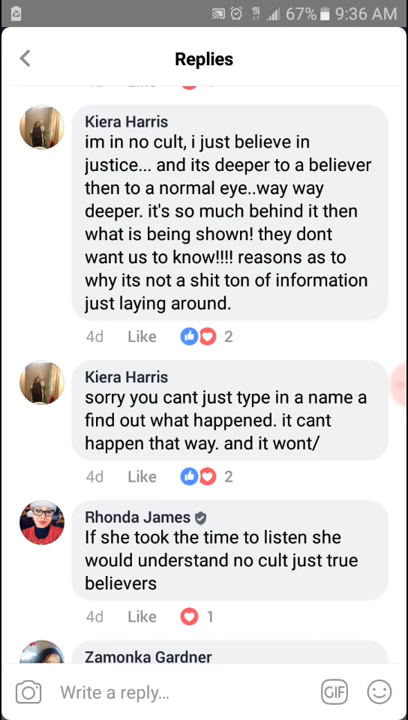 67% 9:36 AM
Replies
Kiera Harris
im in no cult, i just believe in
justice... and its deeper to a believer
then to a normal eye..way way
deeper. it's so much behind it then
what is being shown! they dont
want us to know!!!! reasons as to
why its not a shit ton of information
just laying around.
4d Like 2
Kiera Harris
sorry you cant just type in a name a
find out what happened. it cant
happen that way. and it wont/
4d Like 2
Rhonda James
If she took the time to listen she
would understand no cult just true
believers
4d Like 1
Zamonka Gardner
Write a reply... GIF